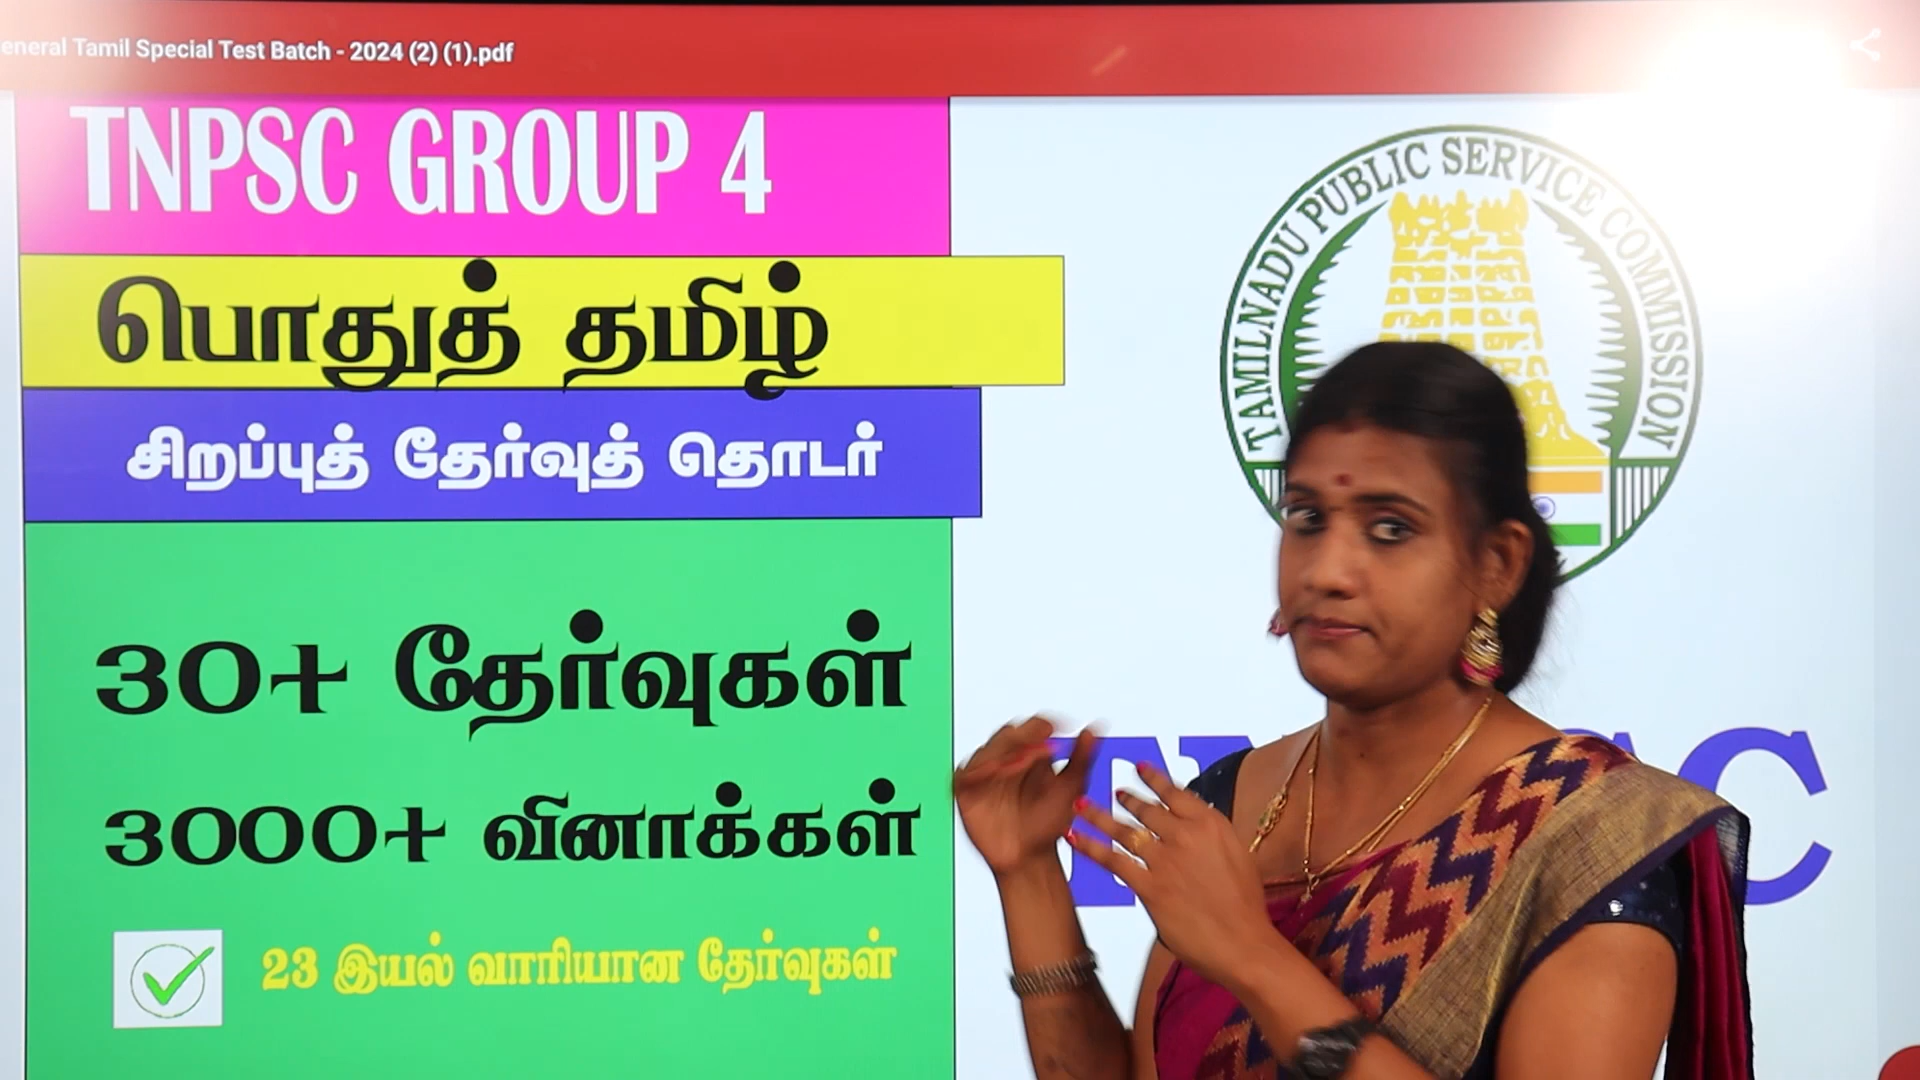 eneral Tamil Special Test Batch - 2024 (2) (1).pdf
TNPSC GROUP 4
பொதுத் தமிழ்
சிறப்புத் தேர்வுத் தொடர்
30+ தேர்வுகள்
3000+ வினாக்கள்
23 இயல் வாரியான தேர்வுகள்
TAMILNADU PUBLIC SERVICE COMMISSION